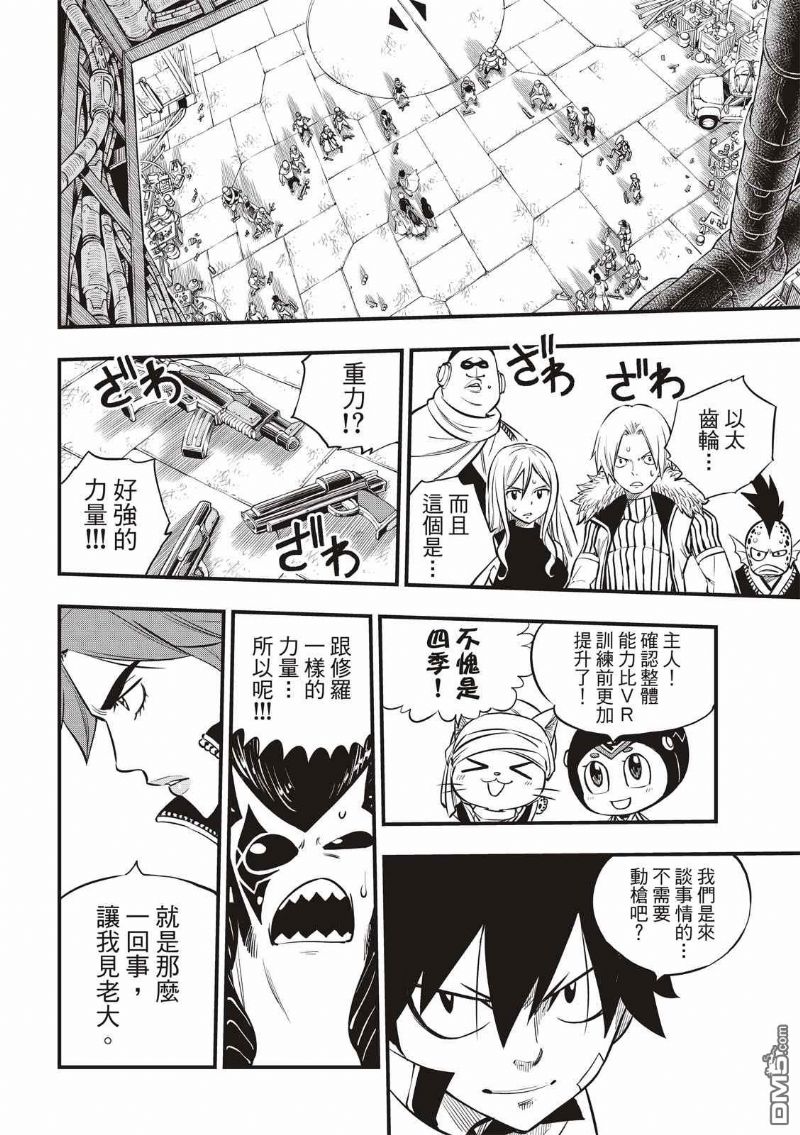 以太
齒輪…
而且
這個是…
ざわ
ざわ
重力!?
好強的
力量!!!
ざわ
ざわ
主人！
確認整體
能力比ＶＲ
訓練前更加
提升了！
不愧是
四季！
跟修羅
一樣的
力量…
所以呢!!!
就是那麼
一回事，
讓我見老大。
我們是來
談事情的…
不需要
動槍吧？
DM5.com